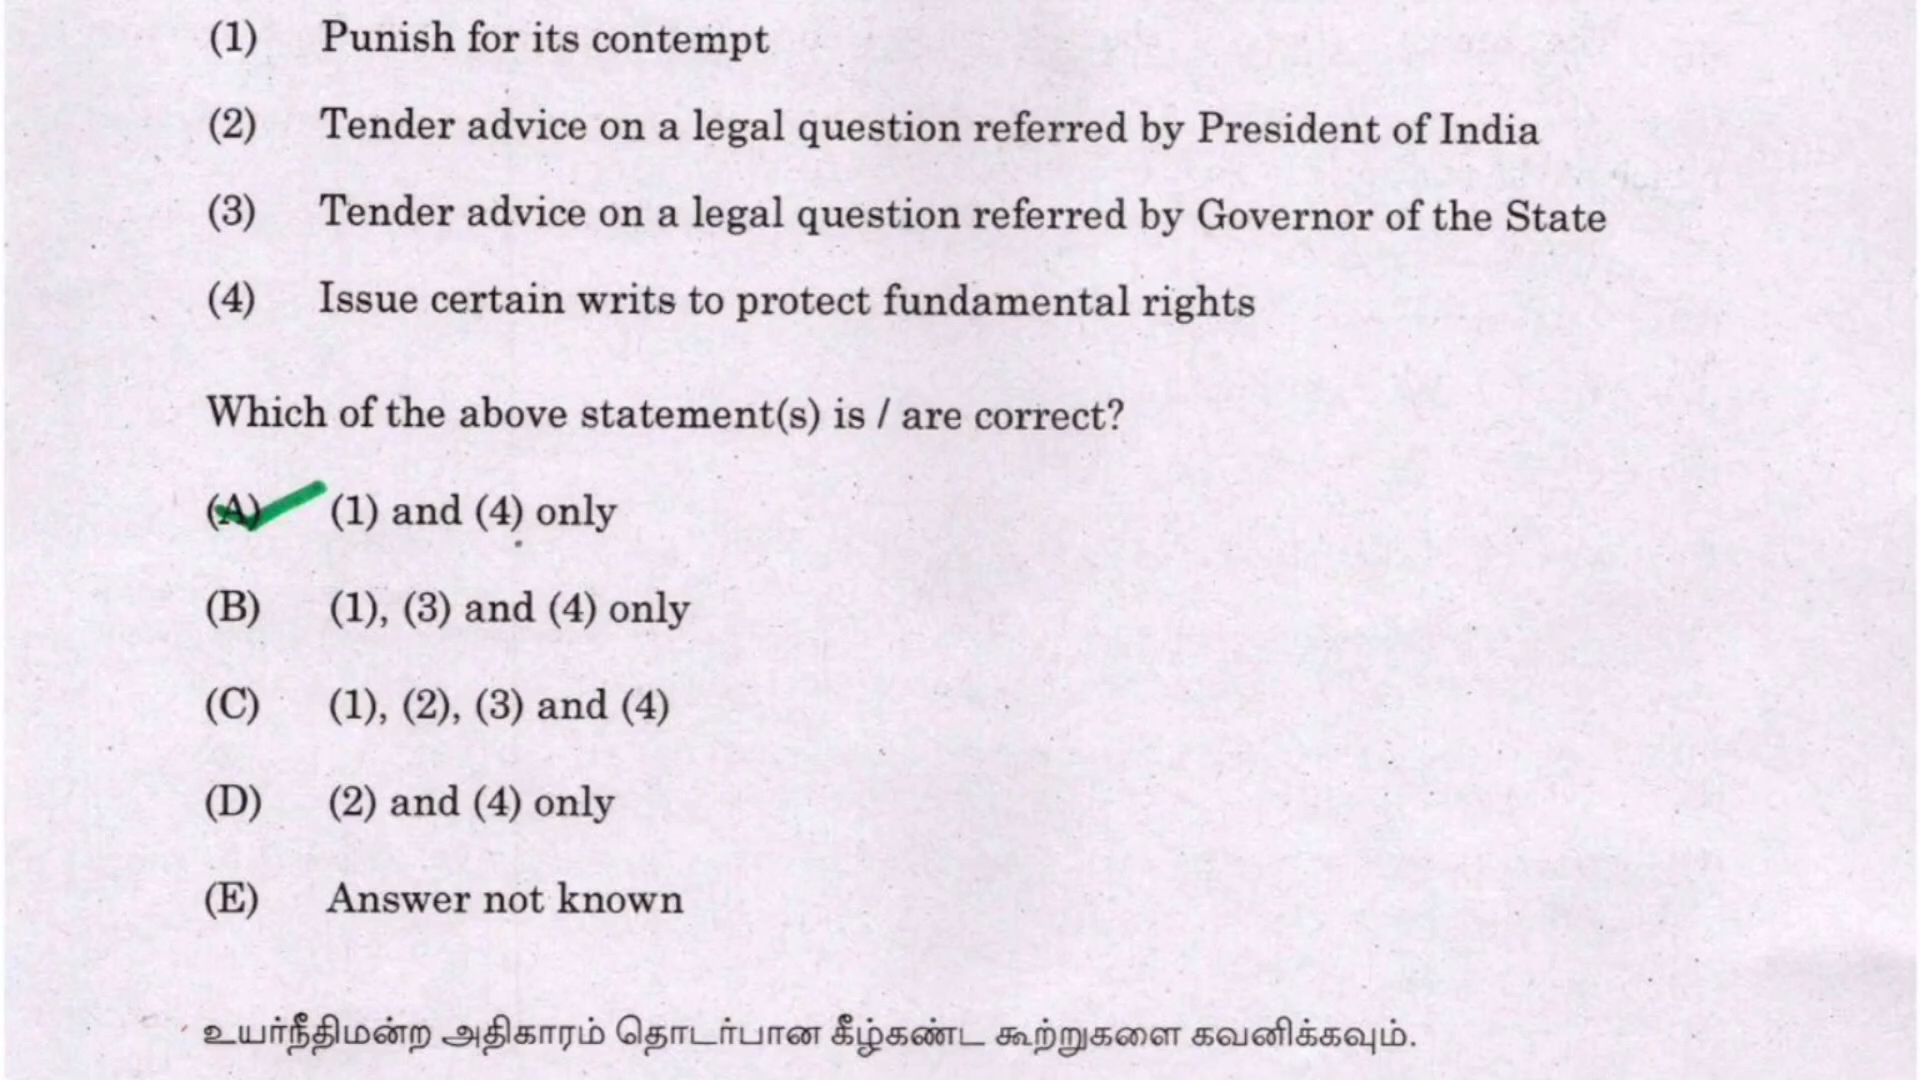 (1) Punish for its contempt
(2) Tender advice on a legal question referred by President of India
(3) Tender advice on a legal question referred by Governor of the State
(4) Issue certain writs to protect fundamental rights
Which of the above statement(s) is / are correct?
(A) (1) and (4) only
(B) (1), (3) and (4) only
(C) (1), (2), (3) and (4)
(D) (2) and (4) only
(E) Answer not known
உயர்நீதிமன்ற அதிகாரம் தொடர்பான கீழ்கண்ட கூற்றுகளை கவனிக்கவும்.